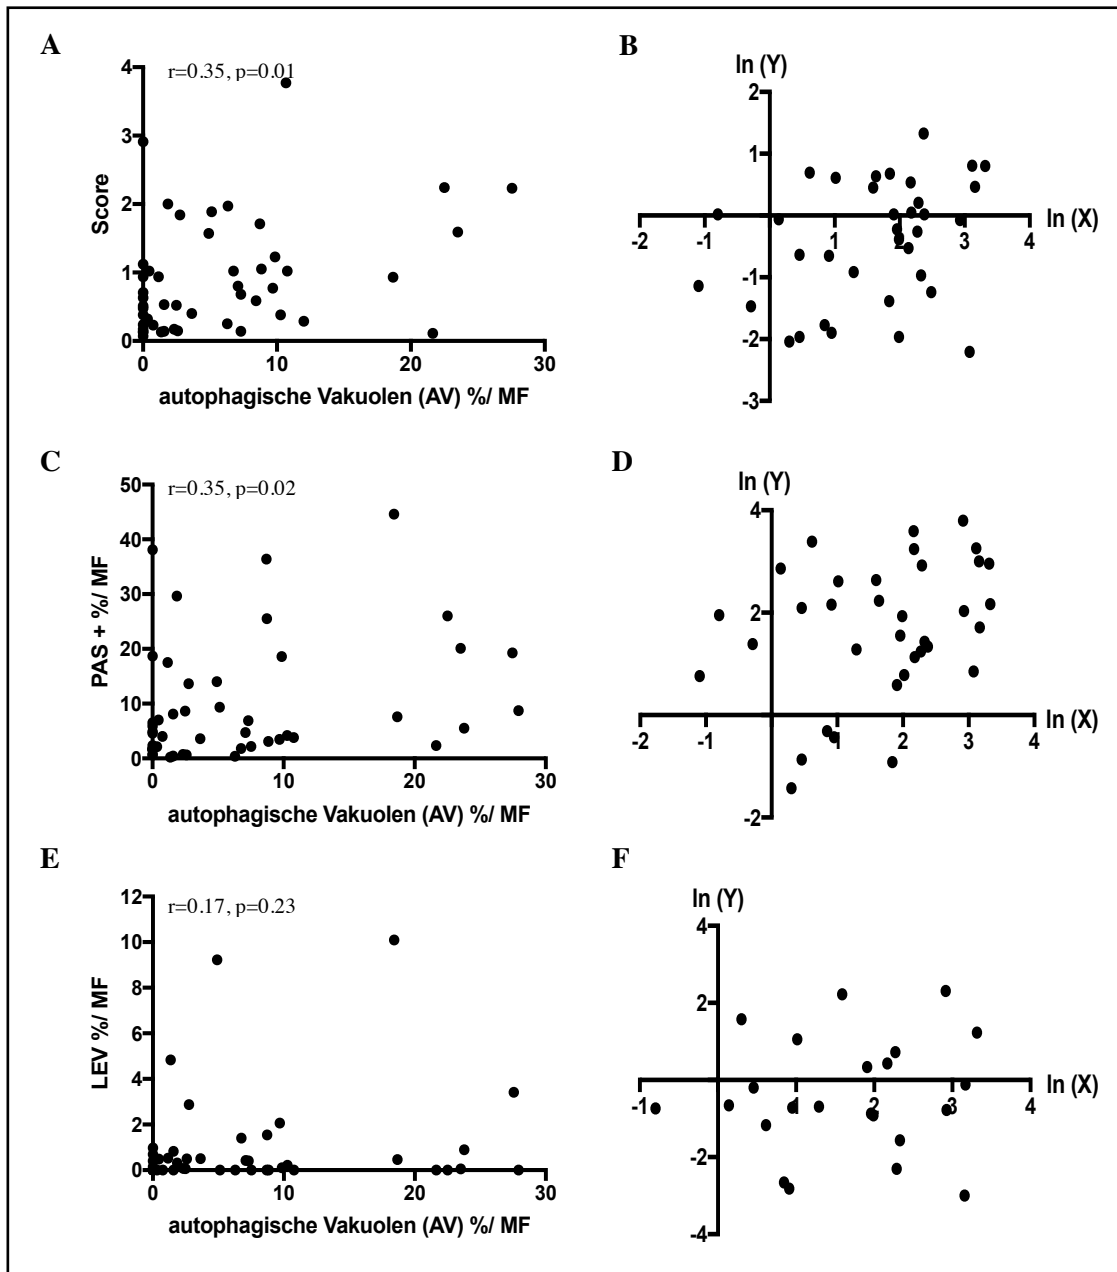 A
r=0.35, p=0.01
4
3
2
1
0
Score
0 10 20 30
autophagische Vakuolen (AV) %/ MF
B
ln (Y)
2
1
-1
-2
-3
-2 -1 1 2 3 4
ln (X)
C
r=0.35, p=0.02
50
40
30
20
10
0
PAS + %/ MF
0 10 20 30
autophagische Vakuolen (AV) %/ MF
D
ln (Y)
4
2
-2
-2 -1 1 2 3 4
ln (X)
E
r=0.17, p=0.23
12
10
8
6
4
2
0
LEV %/ MF
0 10 20 30
autophagische Vakuolen (AV) %/ MF
F
ln (Y)
4
2
-2
-4
-1 1 2 3 4
ln (X)